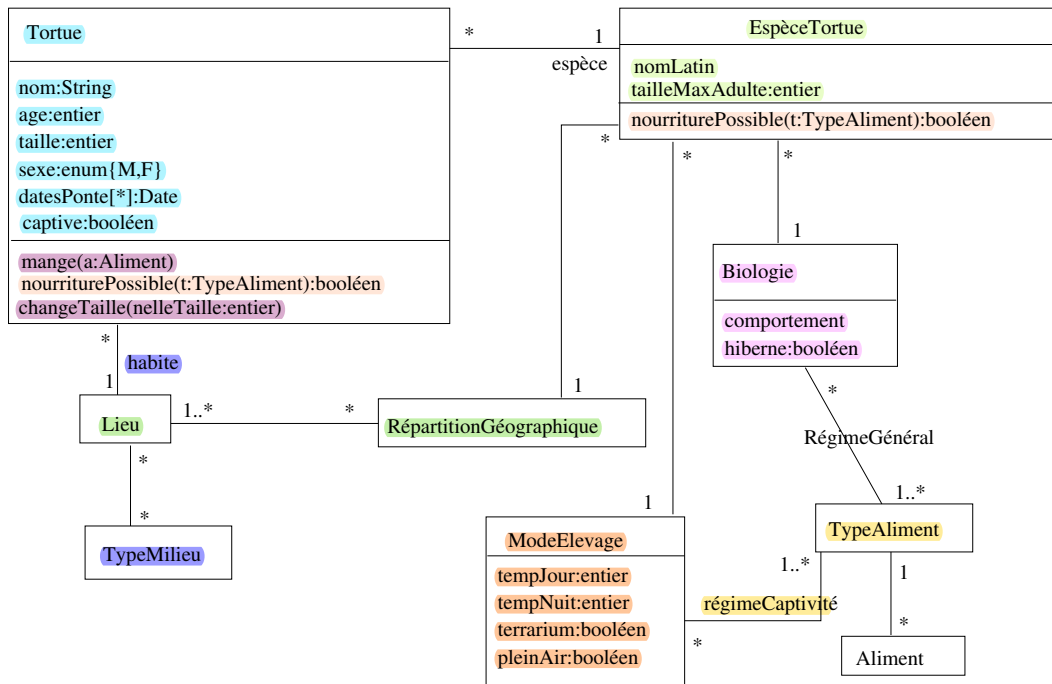 Tortue
nom:String
age:entier
taille:entier
sexe:enum{M,F}
datesPonte[*]:Date
captive:booléen
mange(a:Aliment)
nourriturePossible(t:TypeAliment):booléen
changeTaille(nelleTaille:entier)
*
1
espèce
EspèceTortue
nomLatin
tailleMaxAdulte:entier
nourriturePossible(t:TypeAliment):booléen
*
*
*
1
Biologie
comportement
hiberne:booléen
*
habite
1
Lieu
1..*
*
1
RépartitionGéographique
*
RégimeGénéral
1..*
*
*
TypeMilieu
1
ModeElevage
tempJour:entier
tempNuit:entier
terrarium:booléen
pleinAir:booléen
TypeAliment
1..*
1
régimeCaptivité
*
*
Aliment